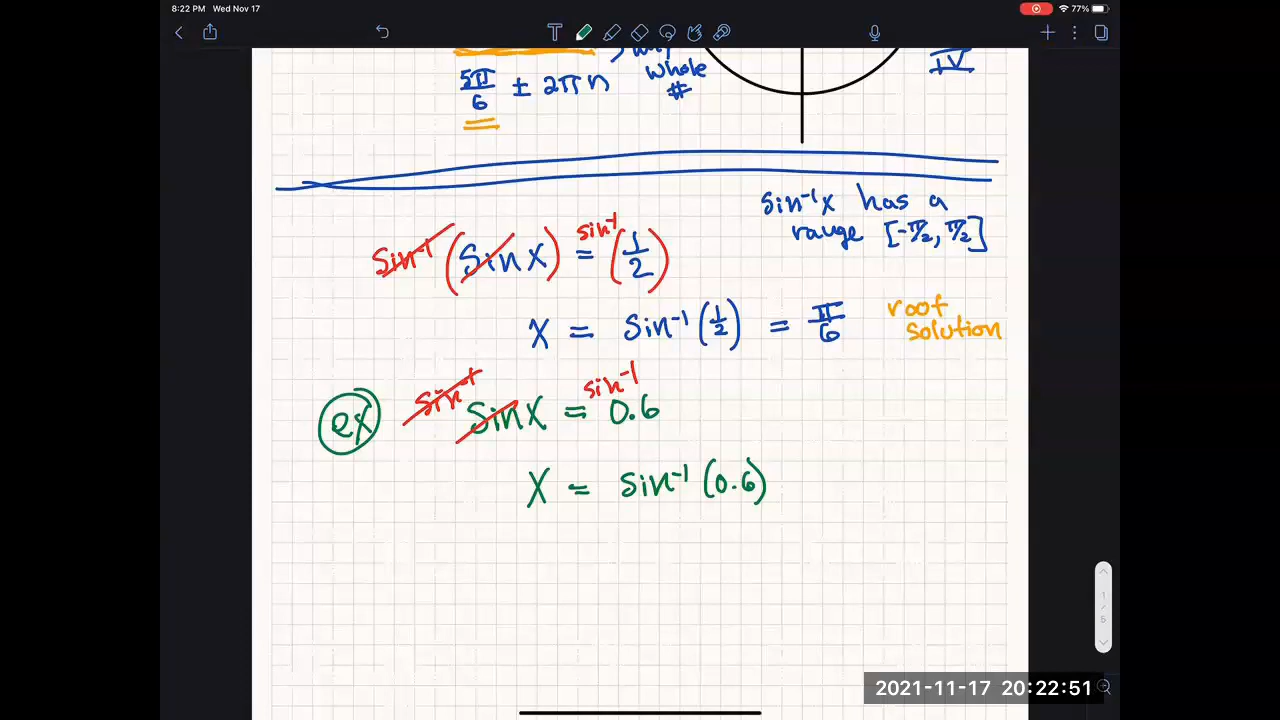 8:22 PM Wed Nov 17
77%
whole
#
5π/6 ± 2πn
IV
sin⁻¹x has a
range [-π/2, π/2]
sin⁻¹(sin x) = sin⁻¹(1/2)
x = sin⁻¹(1/2) = π/6
root
solution
ex
sin⁻¹ sin x = sin⁻¹ 0.6
x = sin⁻¹(0.6)
1
/
5
2021-11-17 20:22:51